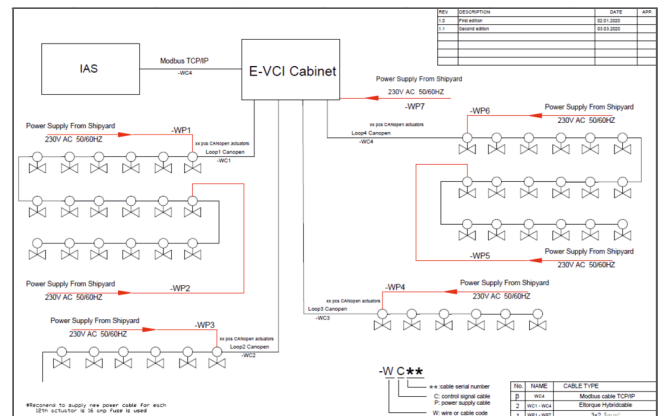 REV DESCRIPTION DATE APP.
1.0 First edition 02.01.2020
1.1 Second edition 03.03.2020
IAS
Modbus TCP/IP
-WC4
E-VCI Cabinet
Power Supply From Shipyard
230V AC 50/60HZ
-WP7
Power Supply From Shipyard
230V AC 50/60HZ
-WP1
xx pos CANopen actuators
Loop1 Canopen
-WC1
xx pos CANopen actuators
Loop4 Canopen
-WC4
Power Supply From Shipyard
230V AC 50/60HZ
-WP6
Power Supply From Shipyard
230V AC 50/60HZ
-WP2
-WP5
Power Supply From Shipyard
230V AC 50/60HZ
Power Supply From Shipyard
230V AC 50/60HZ
-WP3
xx pos CANopen actuators
Loop2 Canopen
-WC2
xx pos CANopen actuators
Loop3 Canopen
-WC3
-WP4
Power Supply From Shipyard
230V AC 50/60HZ
-W C**
**:cable serial number
C: control signal cable
P: power supply cable
W: wire or cable code
No. NAME CABLE TYPE
WC4 Modbus cable TCP/IP
2 WC1 - WC4 Eltorque Hybridcable
1 WP1 - WP7
*Recomend to supply new power cable for each
12th actuator is 16 amp fuse is used